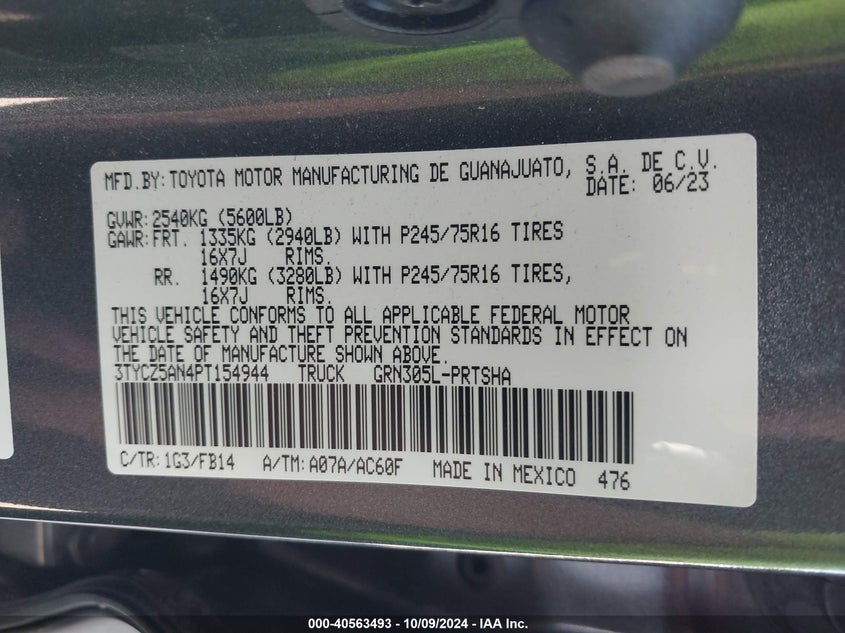 MFD.BY: TOYOTA MOTOR MANUFACTURING DE GUANAJUATO, S.A. DE C.V.
DATE: 06/23
GVWR: 2540KG (5600LB)
GAWR: FRT. 1335KG (2940LB) WITH P245/75R16 TIRES
16X7J RIMS.
RR. 1490KG (3280LB) WITH P245/75R16 TIRES,
16X7J RIMS.
THIS VEHICLE CONFORMS TO ALL APPLICABLE FEDERAL MOTOR
VEHICLE SAFETY AND THEFT PREVENTION STANDARDS IN EFFECT ON
THE DATE OF MANUFACTURE SHOWN ABOVE.
3TYCZ5AN4PT154944 TRUCK GRN305L-PRTSHA
C/TR: 1G3/FB14 A/TM: A07A/AC60F MADE IN MEXICO 476
000-40563493 - 10/09/2024 - IAA Inc.